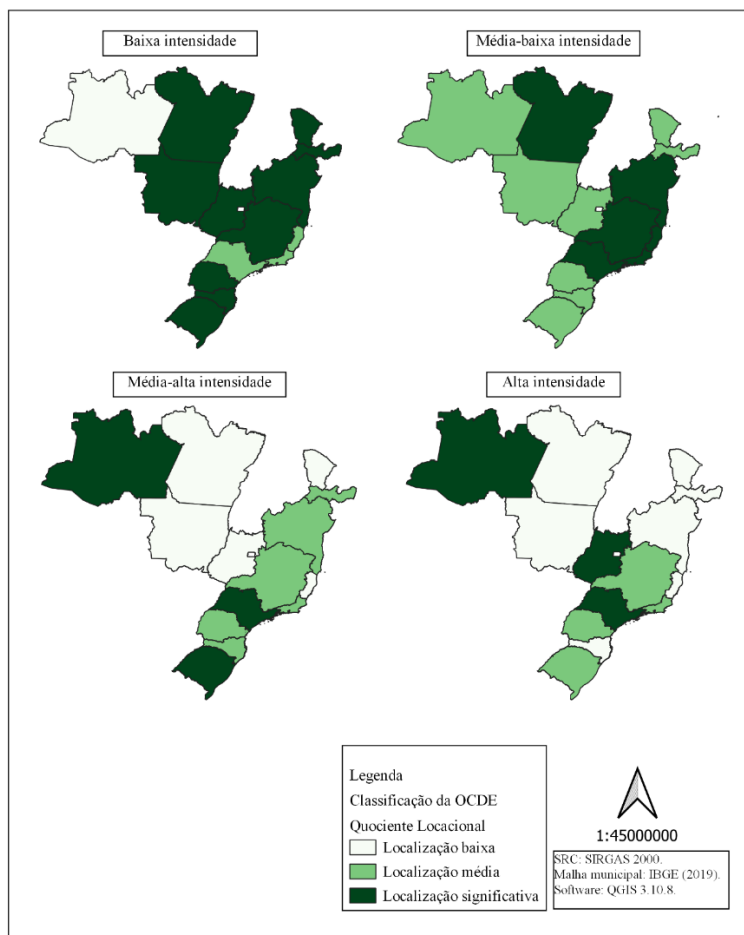 Baixa intensidade
Média-baixa intensidade
Média-alta intensidade
Alta intensidade
Legenda
Classificação da OCDE
Quociente Locacional
Localização baixa
Localização média
Localização significativa
1:45000000
SRC: SIRGAS 2000.
Malha municipal: IBGE (2019).
Software: QGIS 3.10.8.